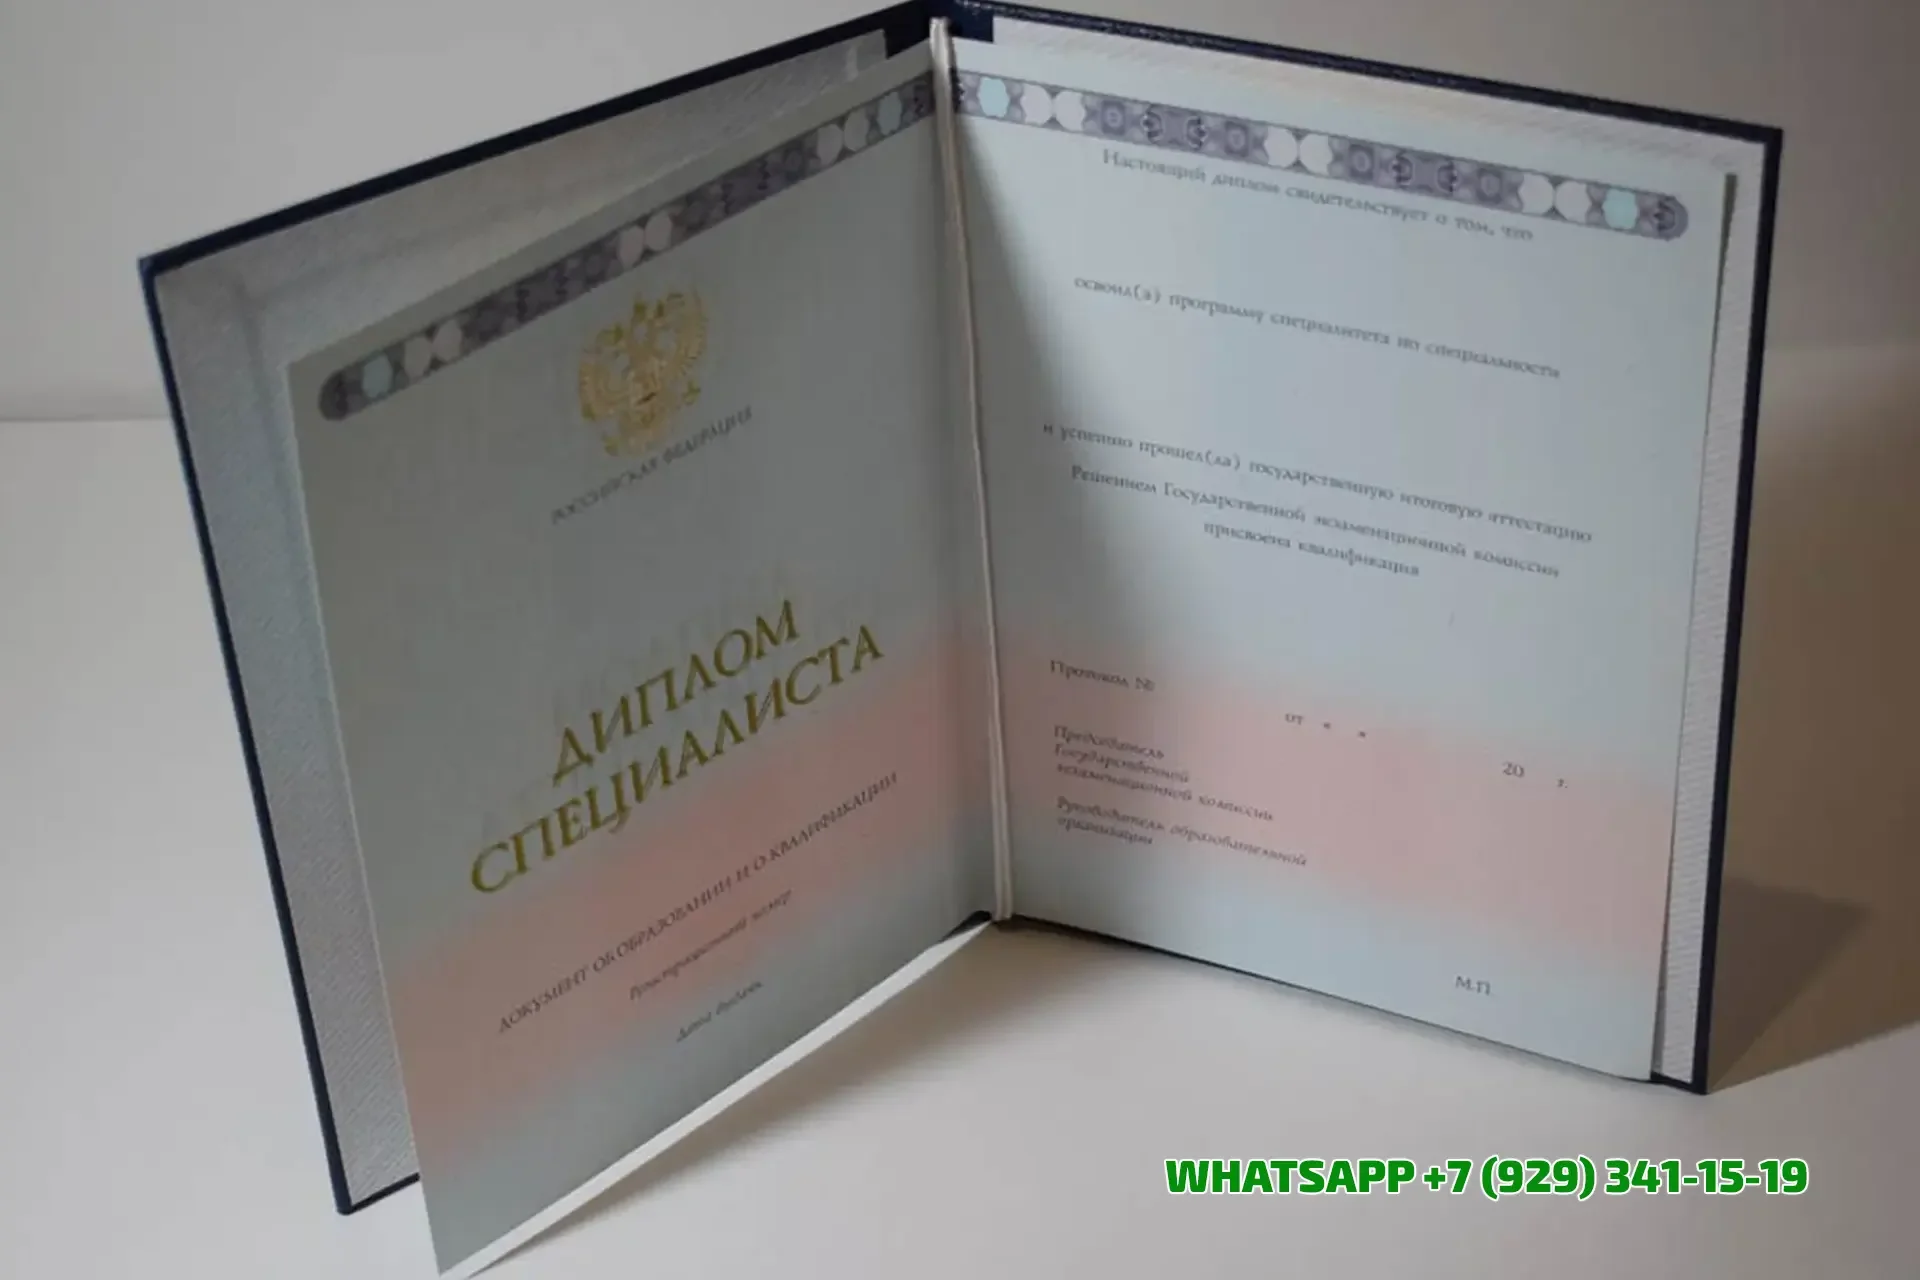 РОССИЙСКАЯ ФЕДЕРАЦИЯ
ДИПЛОМ
СПЕЦИАЛИСТА
ДОКУМЕНТ ОБ ОБРАЗОВАНИИ И О КВАЛИФИКАЦИИ
Регистрационный номер
Дата выдачи
Настоящий диплом свидетельствует о том, что
освоил(а) программу специалитета по специальности
и успешно прошел(ла) государственную итоговую аттестацию
Решением Государственной экзаменационной комиссии
присвоена квалификация
Протокол №
от « »
20 г.
Председатель
Государственной
экзаменационной комиссии
Руководитель образовательной
организации
М.П.
WHATSAPP +7 (929) 341-15-19